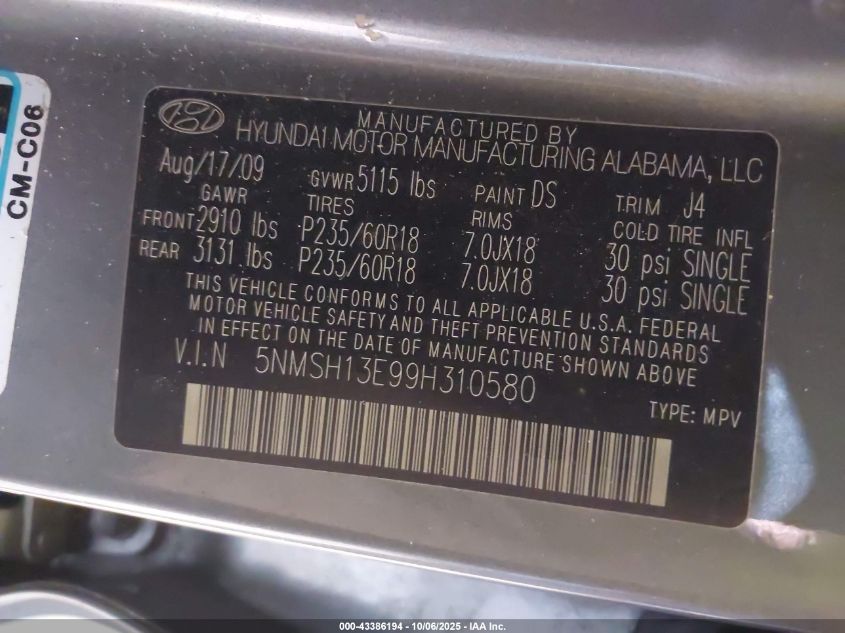 CM-C06
MANUFACTURED BY
HYUNDAI MOTOR MANUFACTURING ALABAMA, LLC
Aug/17/09 GVWR 5115 lbs PAINT DS TRIM J4
GAWR TIRES RIMS COLD TIRE INFL
FRONT 2910 lbs P235/60R18 7.0JX18 30 psi SINGLE
REAR 3131 lbs P235/60R18 7.0JX18 30 psi SINGLE
THIS VEHICLE CONFORMS TO ALL APPLICABLE U.S.A. FEDERAL
MOTOR VEHICLE SAFETY AND THEFT PREVENTION STANDARDS
IN EFFECT ON THE DATE OF MANUFACTURE SHOWN ABOVE
V.I.N 5NMSH13E99H310580
TYPE: MPV
000-43386194 - 10/06/2025 - IAA Inc.